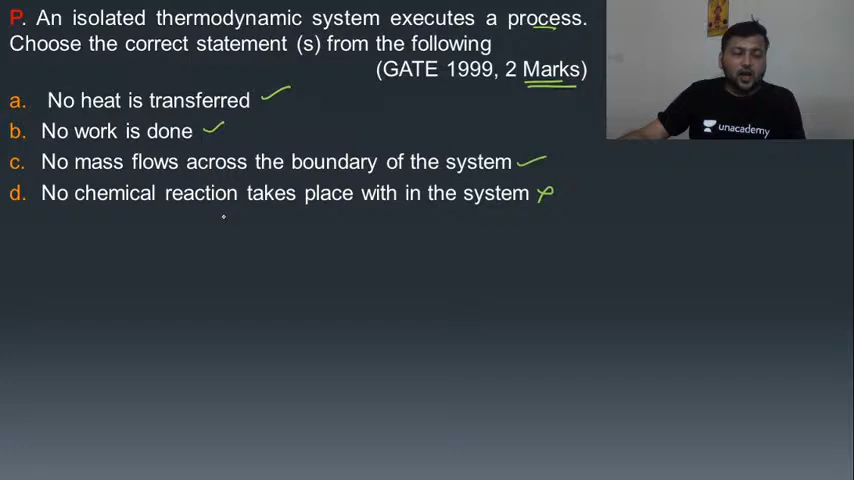 P. An isolated thermodynamic system executes a process.
Choose the correct statement (s) from the following
(GATE 1999, 2 Marks)
a. No heat is transferred
b. No work is done
c. No mass flows across the boundary of the system
d. No chemical reaction takes place with in the system
unacademy